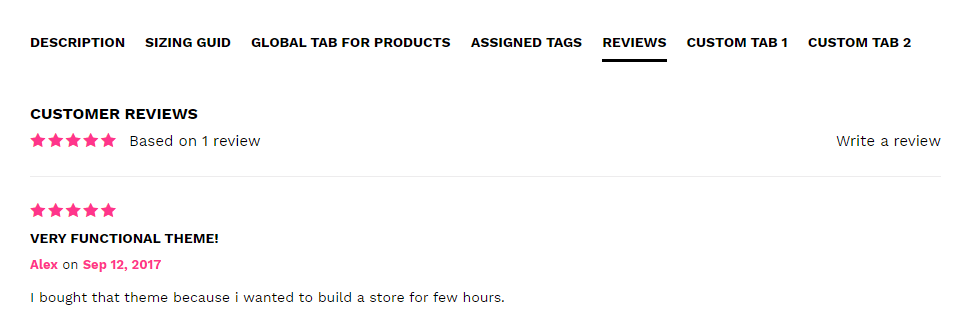 DESCRIPTION SIZING GUID GLOBAL TAB FOR PRODUCTS ASSIGNED TAGS REVIEWS CUSTOM TAB 1 CUSTOM TAB 2
CUSTOMER REVIEWS
Based on 1 review Write a review
VERY FUNCTIONAL THEME!
Alex on Sep 12, 2017
I bought that theme because i wanted to build a store for few hours.